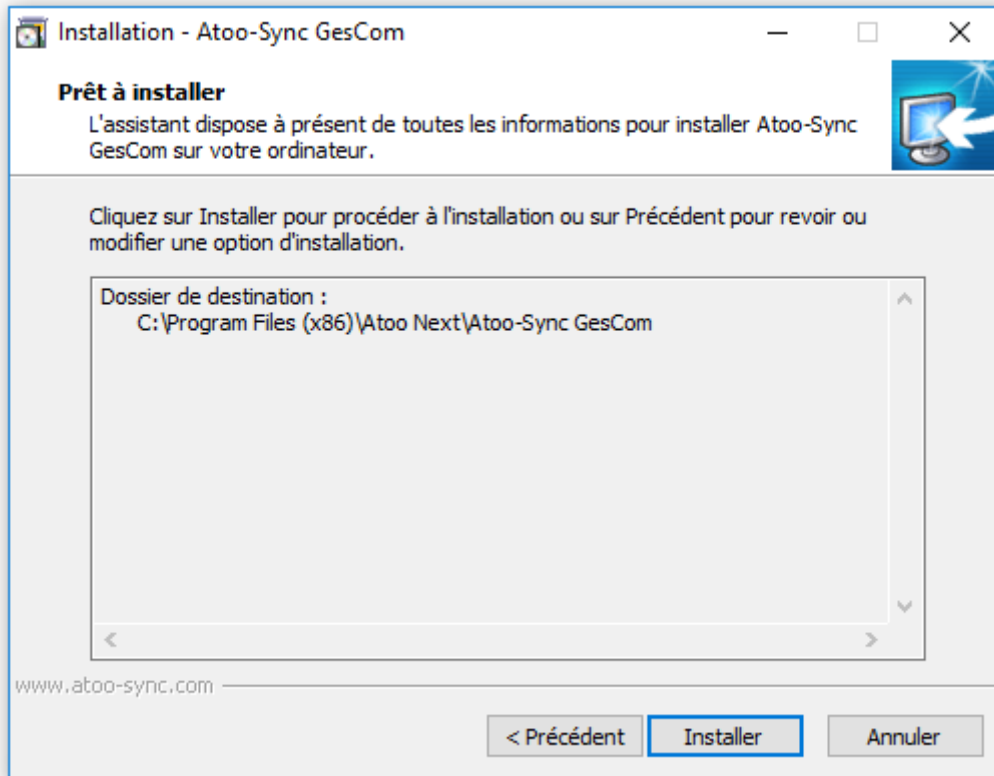 Installation - Atoo-Sync GesCom
Prêt à installer
L'assistant dispose à présent de toutes les informations pour installer Atoo-Sync
GesCom sur votre ordinateur.
Cliquez sur Installer pour procéder à l'installation ou sur Précédent pour revoir ou
modifier une option d'installation.
Dossier de destination :
C:\Program Files (x86)\Atoo Next\Atoo-Sync GesCom
www.atoo-sync.com
< Précédent Installer Annuler